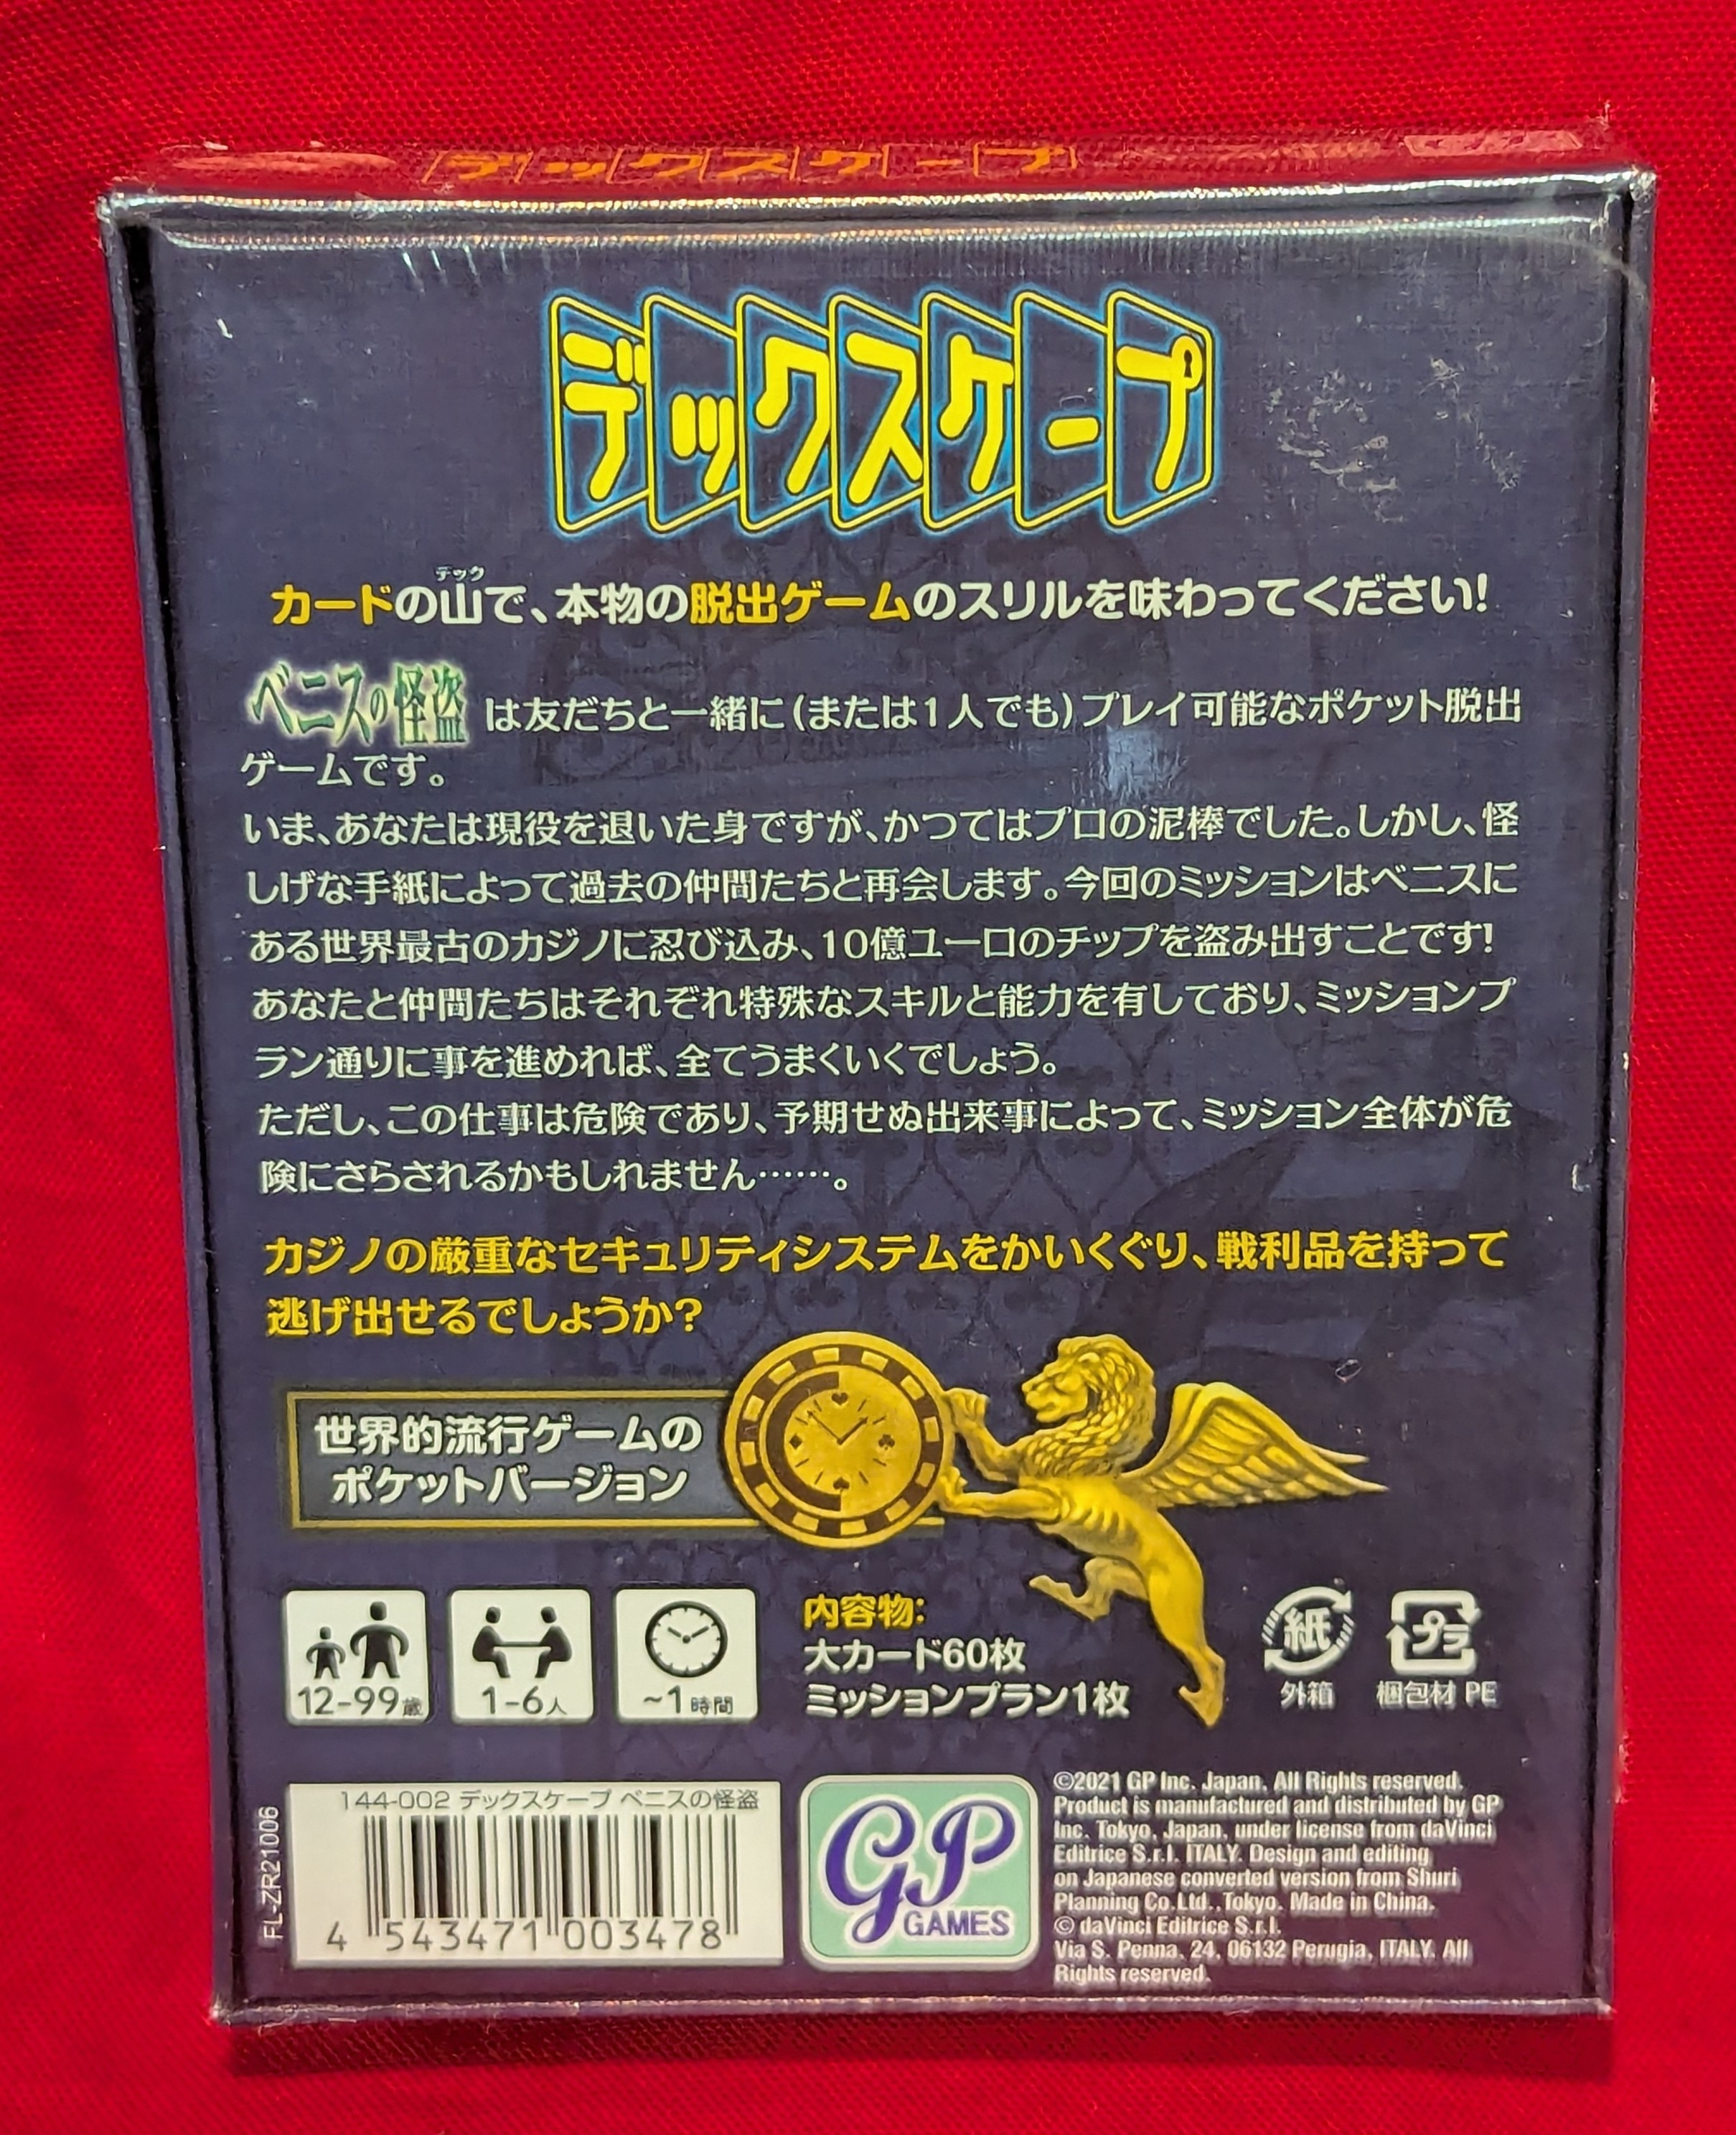 デックスケープ
デックスケープ
デック
カードの山で、本物の脱出ゲームのスリルを味わってください!
ベニスの怪盗は友だちと一緒に(または1人でも)プレイ可能なポケット脱出
ゲームです。
いま、あなたは現役を退いた身ですが、かつてはプロの泥棒でした。しかし、怪
しげな手紙によって過去の仲間たちと再会します。今回のミッションはベニスに
ある世界最古のカジノに忍び込み、10億ユーロのチップを盗み出すことです!
あなたと仲間たちはそれぞれ特殊なスキルと能力を有しており、ミッションプ
ラン通りに事を進めれば、全てうまくいくでしょう。
ただし、この仕事は危険であり、予期せぬ出来事によって、ミッション全体が危
険にさらされるかもしれません……。
カジノの厳重なセキュリティシステムをかいくぐり、戦利品を持って
逃げ出せるでしょうか?
世界的流行ゲームの
ポケットバージョン
12-99歳
1-6人
~1時間
内容物:
大カード60枚
ミッションプラン1枚
紙
外箱
プラ
梱包材 PE
FL-ZR21006
144-002 デックスケープ ベニスの怪盗
4 543471 003478
GP
GAMES
©2021 GP Inc. Japan. All Rights reserved.
Product is manufactured and distributed by GP
Inc. Tokyo, Japan, under license from daVinci
Editrice S.r.l. ITALY. Design and editing
on Japanese converted version from Shuri
Planning Co.Ltd., Tokyo. Made in China.
© daVinci Editrice S.r.l.
Via S. Penna, 24, 06132 Perugia, ITALY. All
Rights reserved.